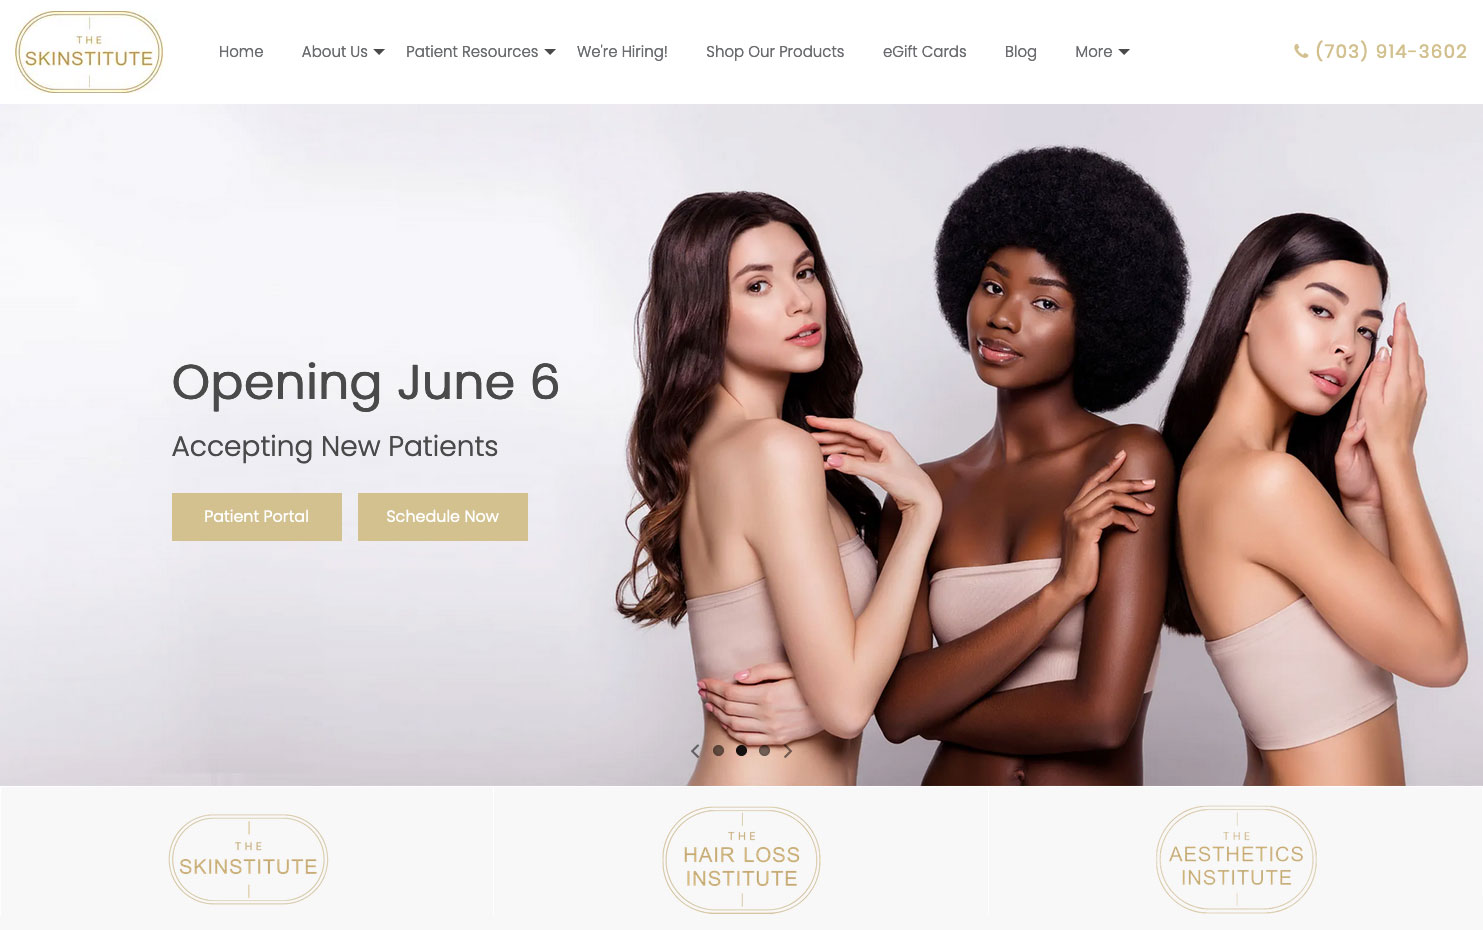 THE
SKINSTITUTE
Home
About Us
Patient Resources
We're Hiring!
Shop Our Products
eGift Cards
Blog
More
(703) 914-3602
Opening June 6
Accepting New Patients
Patient Portal
Schedule Now
THE
SKINSTITUTE
THE
HAIR LOSS
INSTITUTE
THE
AESTHETICS
INSTITUTE